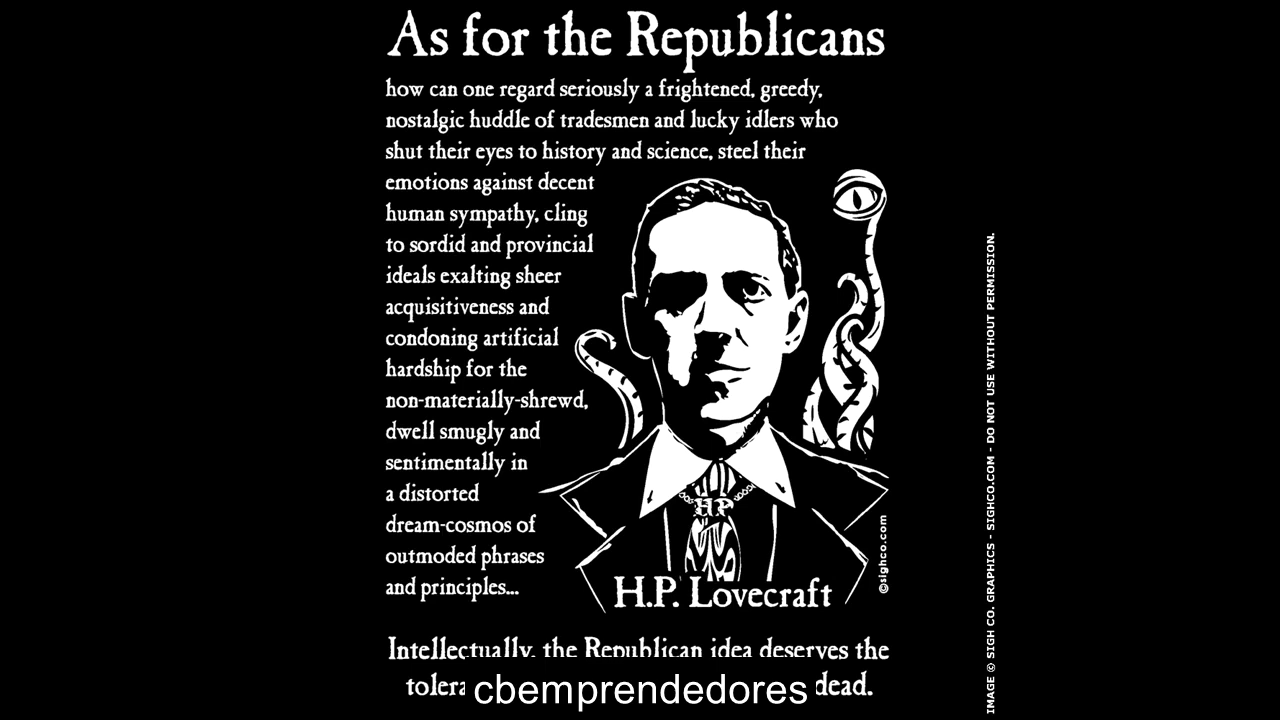 As for the Republicans
how can one regard seriously a frightened, greedy,
nostalgic huddle of tradesmen and lucky idlers who
shut their eyes to history and science, steel their
emotions against decent
human sympathy, cling
to sordid and provincial
ideals exalting sheer
acquisitiveness and
condoning artificial
hardship for the
non-materially-shrewd,
dwell smugly and
sentimentally in
a distorted
dream-cosmos of
outmoded phrases
and principles...
HP
H.P. Lovecraft
©sighco.com
Intellectually, the Republican idea deserves the
dead.
cbemprendedores
IMAGE © SIGH CO. GRAPHICS - SIGHCO.COM - DO NOT USE WITHOUT PERMISSION.